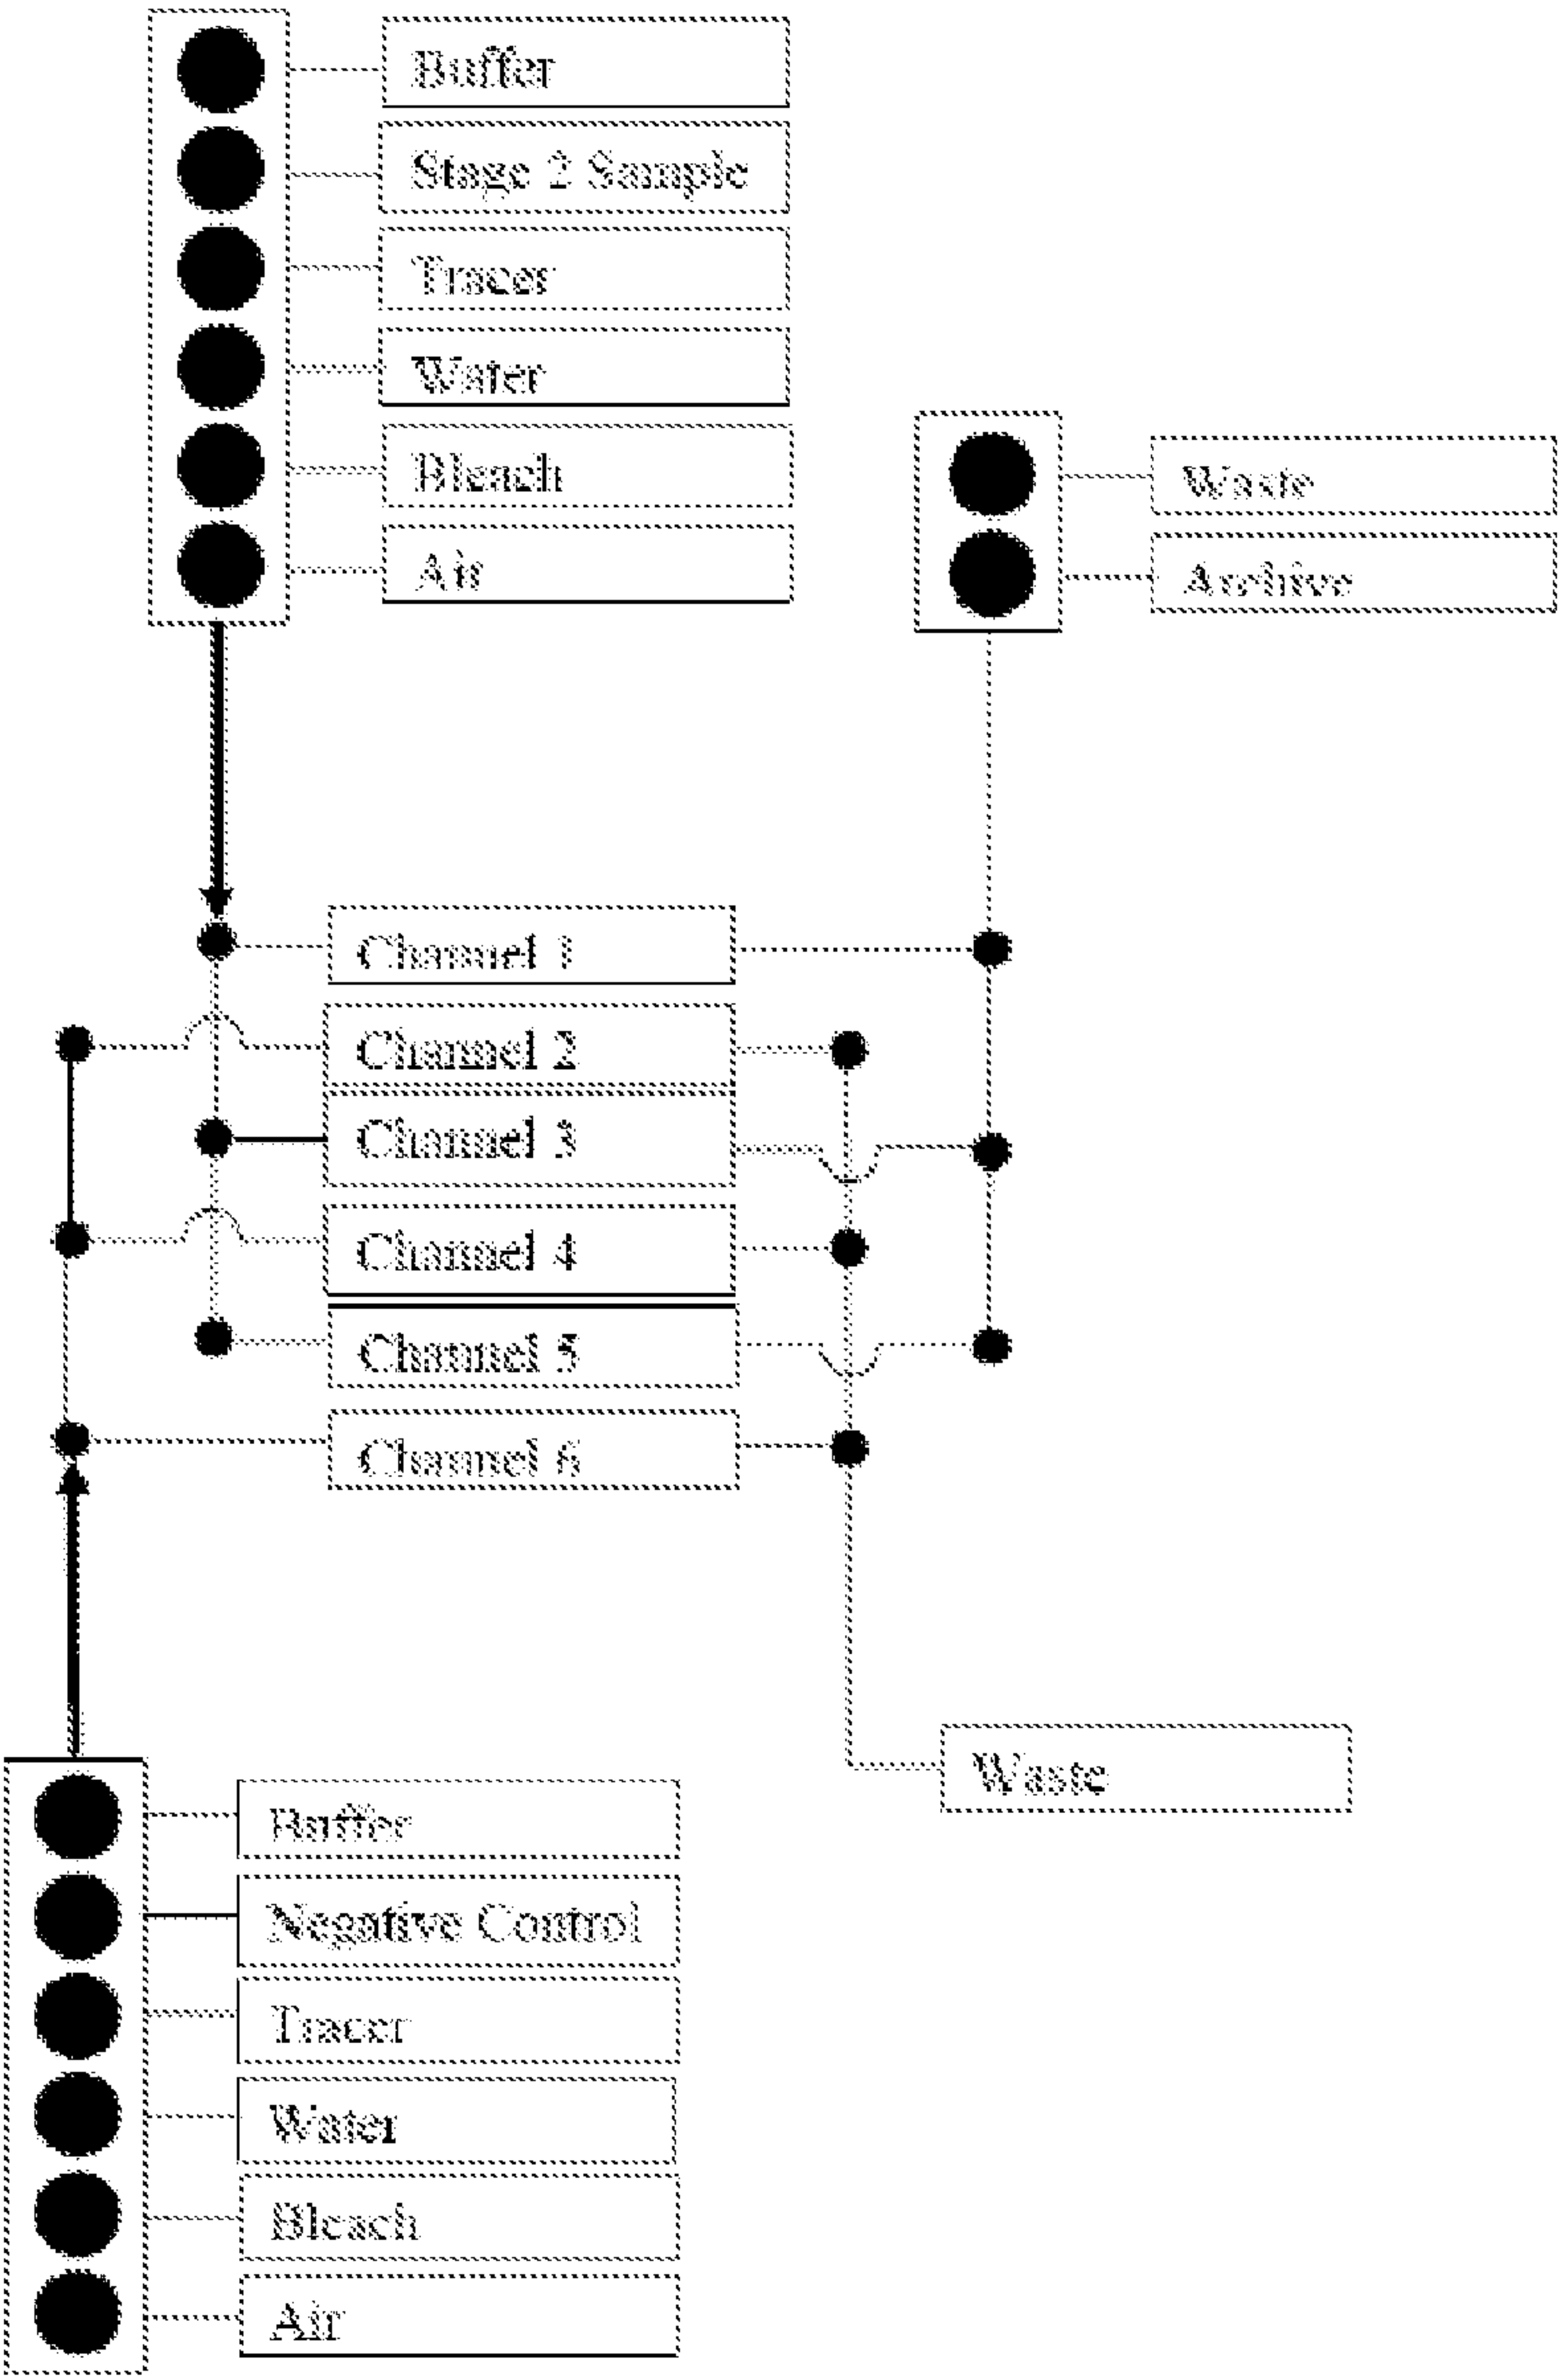 Buffer
Stage 2 Sample
Tracer
Water
Bleach
Air
Waste
Archive
Channel 1
Channel 2
Channel 3
Channel 4
Channel 5
Channel 6
Waste
Buffer
Negative Control
Tracer
Water
Bleach
Air